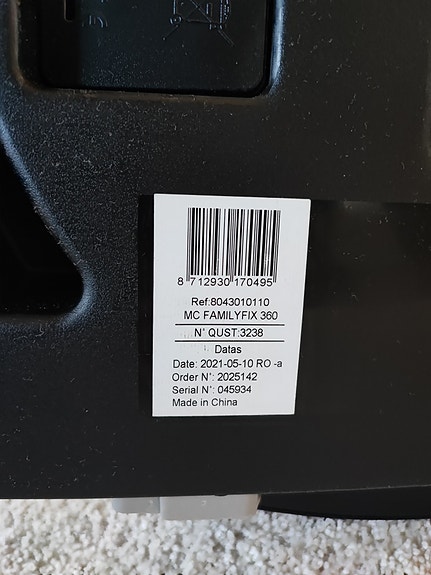 8 712930 170495
Ref:8043010110
MC FAMILYFIX 360
N° QUST:3238
Datas
Date: 2021-05-10 RO -a
Order N°: 2025142
Serial N°: 045934
Made in China